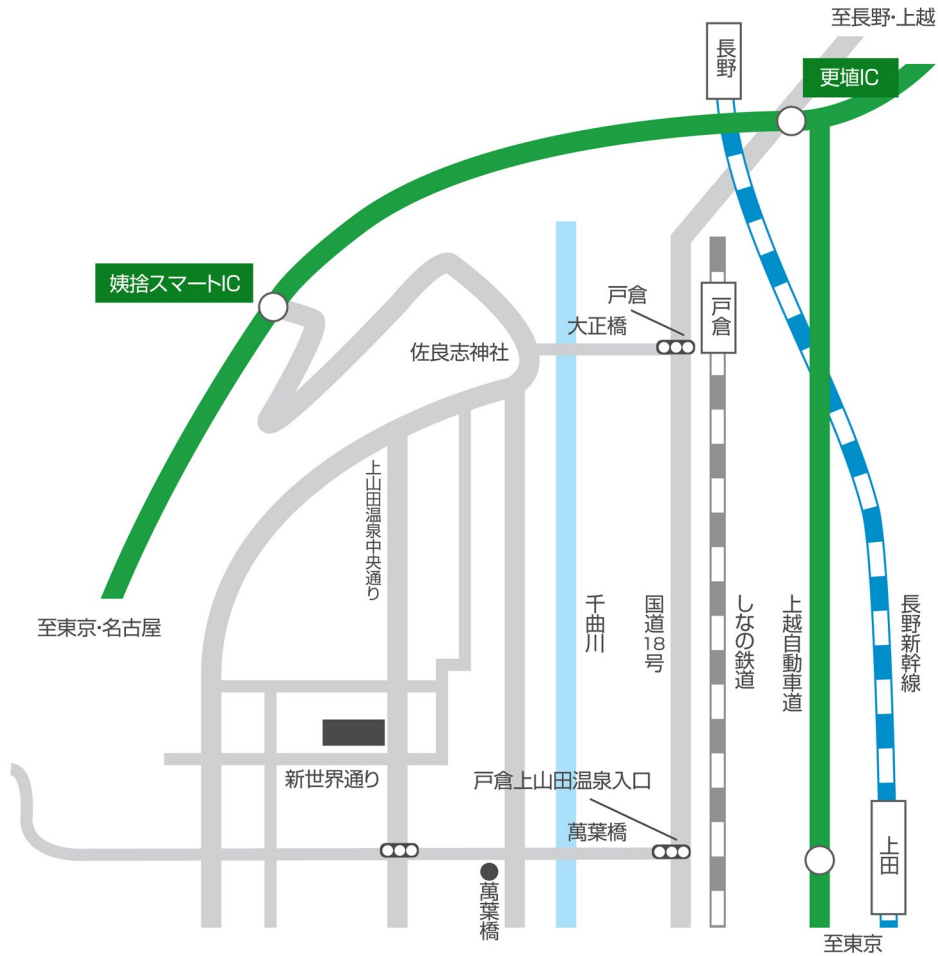 至長野・上越
長野
更埴IC
姨捨スマートIC
戸倉
大正橋
戸倉
佐良志神社
上山田温泉中央通り
至東京・名古屋
千曲川
国道18号
しなの鉄道
上越自動車道
長野新幹線
新世界通り
戸倉上山田温泉入口
萬葉橋
上田
萬葉橋
至東京